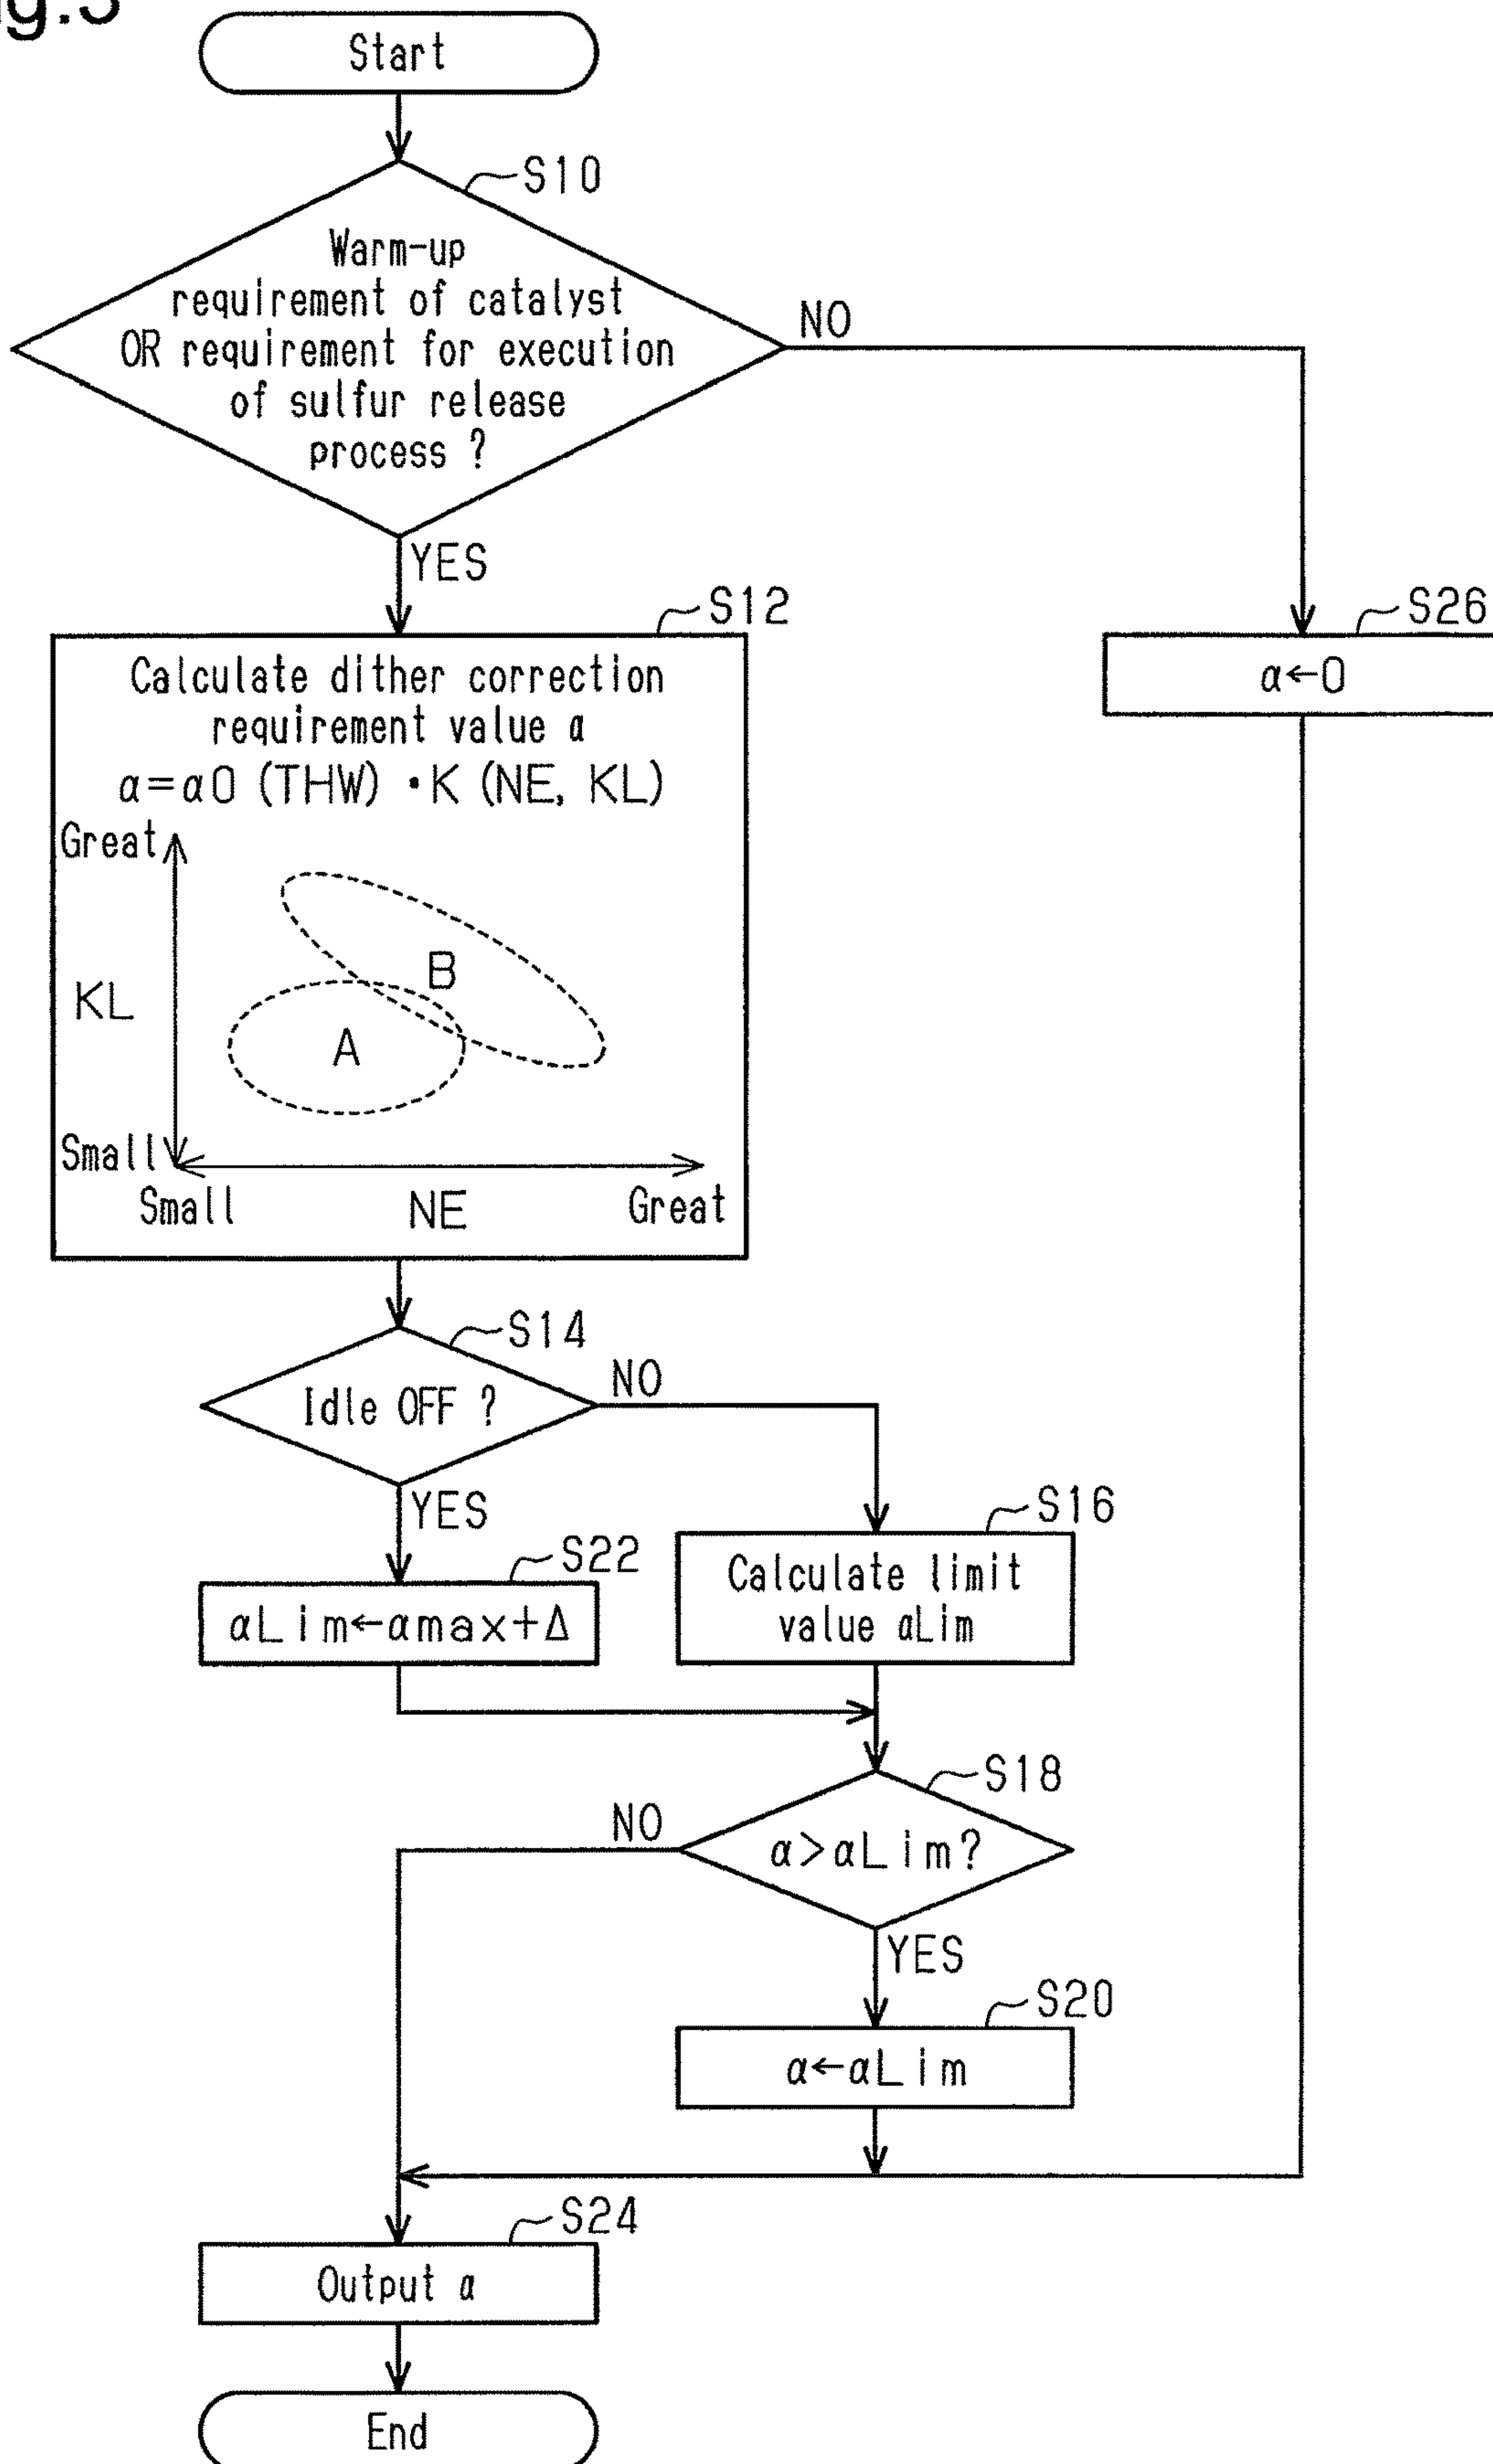 Start
S10
Warm-up
requirement of catalyst
OR requirement for execution
of sulfur release
process ?
NO
YES
S12
S26
Calculate dither correction
requirement value α
α=α0 (THW) ・K (NE, KL)
α←0
Great
KL
B
A
Small
Small
NE
Great
S14
Idle OFF ?
NO
YES
S16
Calculate limit
value αLim
S22
αLim←αmax+Δ
S18
α>αLim?
NO
YES
S20
α←αLim
S24
Output α
End